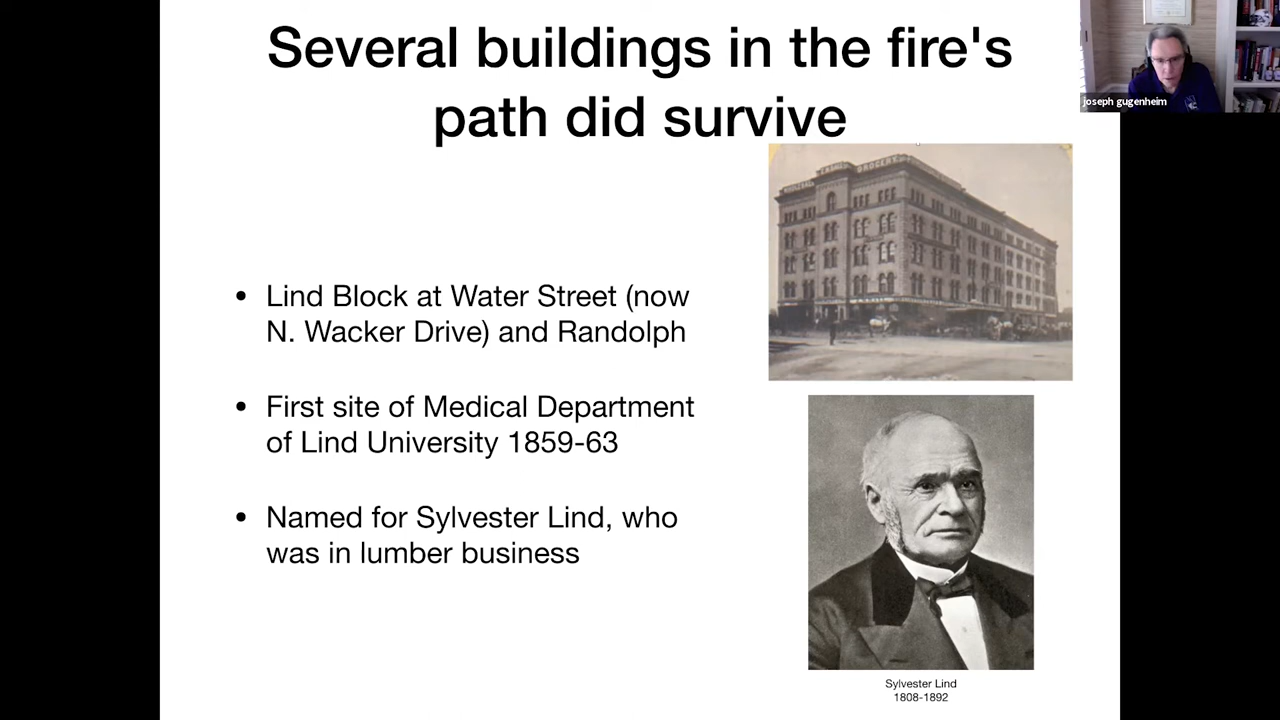 Several buildings in the fire's
path did survive
joseph gugenheim
GROCERY
• Lind Block at Water Street (now
N. Wacker Drive) and Randolph
• First site of Medical Department
of Lind University 1859-63
• Named for Sylvester Lind, who
was in lumber business
Sylvester Lind
1808-1892